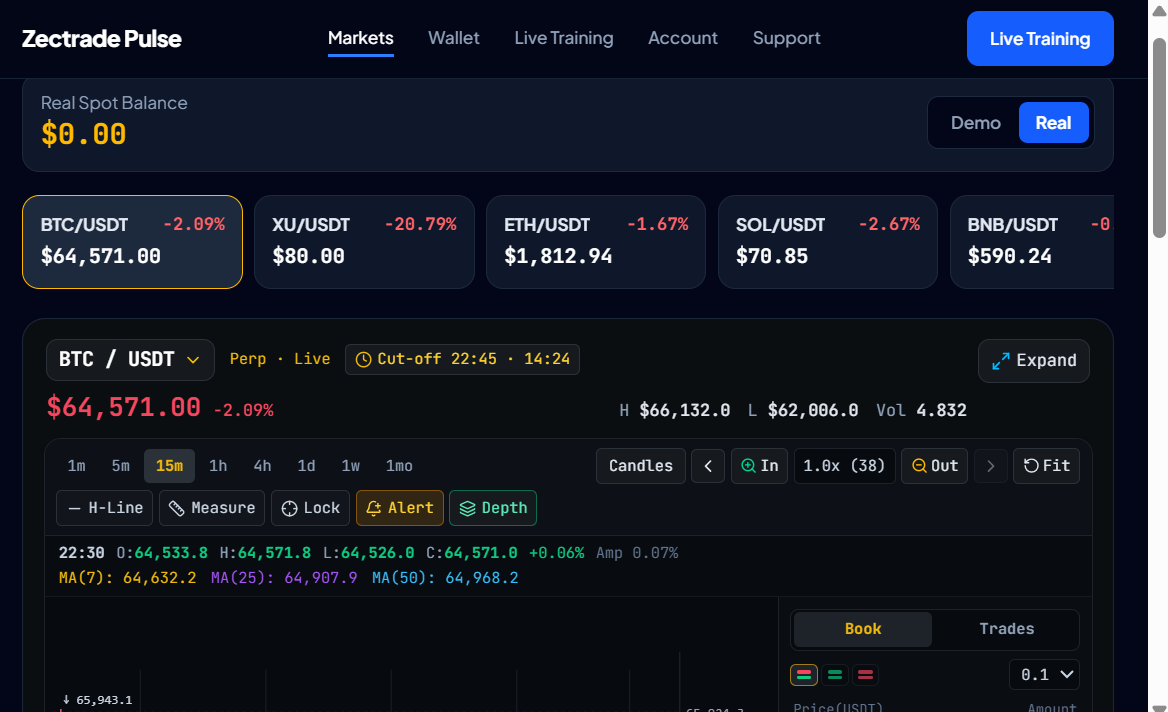 Zectrade Pulse
Markets Wallet Live Training Account Support
Live Training
Real Spot Balance
$0.00
Demo Real
BTC/USDT -2.09%
$64,571.00
XU/USDT -20.79%
$80.00
ETH/USDT -1.67%
$1,812.94
SOL/USDT -2.67%
$70.85
BNB/USDT -0
$590.24
BTC / USDT Perp · Live Cut-off 22:45 · 14:24
Expand
$64,571.00 -2.09%
H $66,132.0 L $62,006.0 Vol 4.832
1m 5m 15m 1h 4h 1d 1w 1mo
Candles In 1.0x (38) Out Fit
H-Line Measure Lock Alert Depth
22:30 O:64,533.8 H:64,571.8 L:64,526.0 C:64,571.0 +0.06% Amp 0.07%
MA(7): 64,632.2 MA(25): 64,907.9 MA(50): 64,968.2
Book Trades
0.1
↓ 65,943.1
Price(USDT) Amount